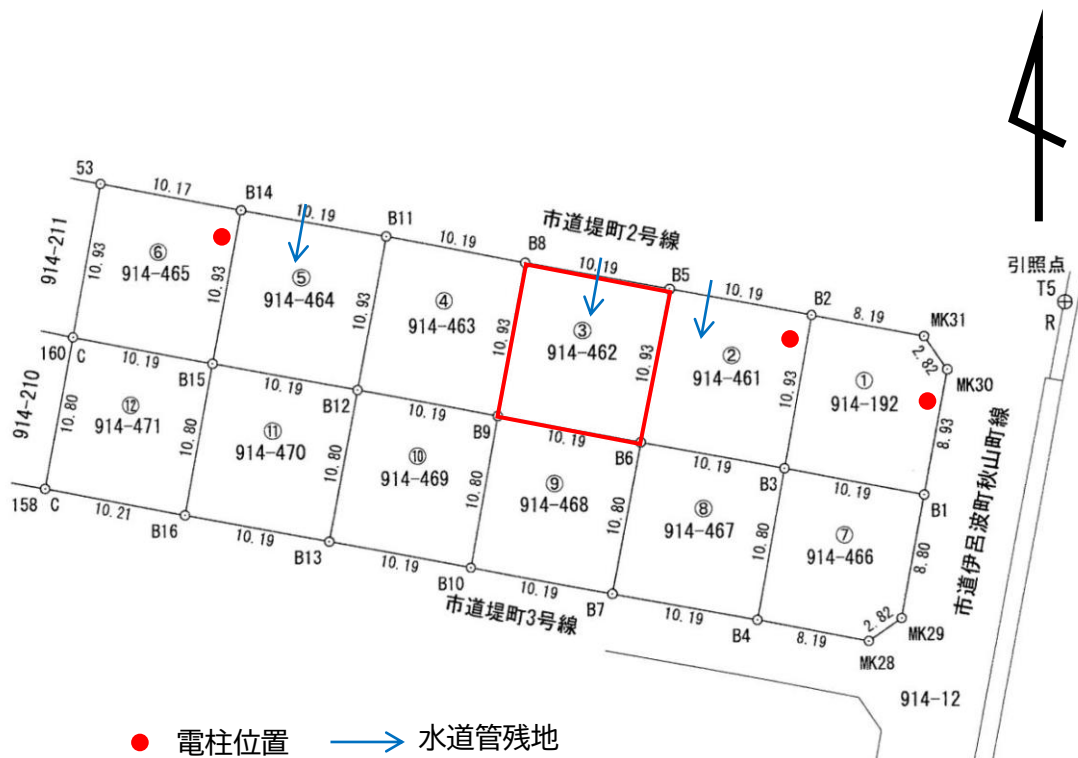 53
10.17
B14
10.19
B11
10.19
B8
市道堤町2号線
10.19
B5
10.19
B2
8.19
MK31
2.82
MK30
引照点
T5
R
914-211
10.93
⑥
914-465
10.93
⑤
914-464
10.93
④
914-463
10.93
③
914-462
10.93
②
914-461
10.93
①
914-192
8.93
市道伊呂波町秋山町線
160 C
10.19
B15
10.19
B12
10.19
B9
10.19
B6
10.19
B3
10.19
B1
914-210
10.80
⑫
914-471
10.80
⑪
914-470
10.80
⑩
914-469
10.80
⑨
914-468
10.80
⑧
914-467
10.80
⑦
914-466
8.80
158 C
10.21
B16
10.19
B13
10.19
B10
10.19
B7
10.19
B4
8.19
MK28
2.82
MK29
市道堤町3号線
914-12
電柱位置 水道管残地